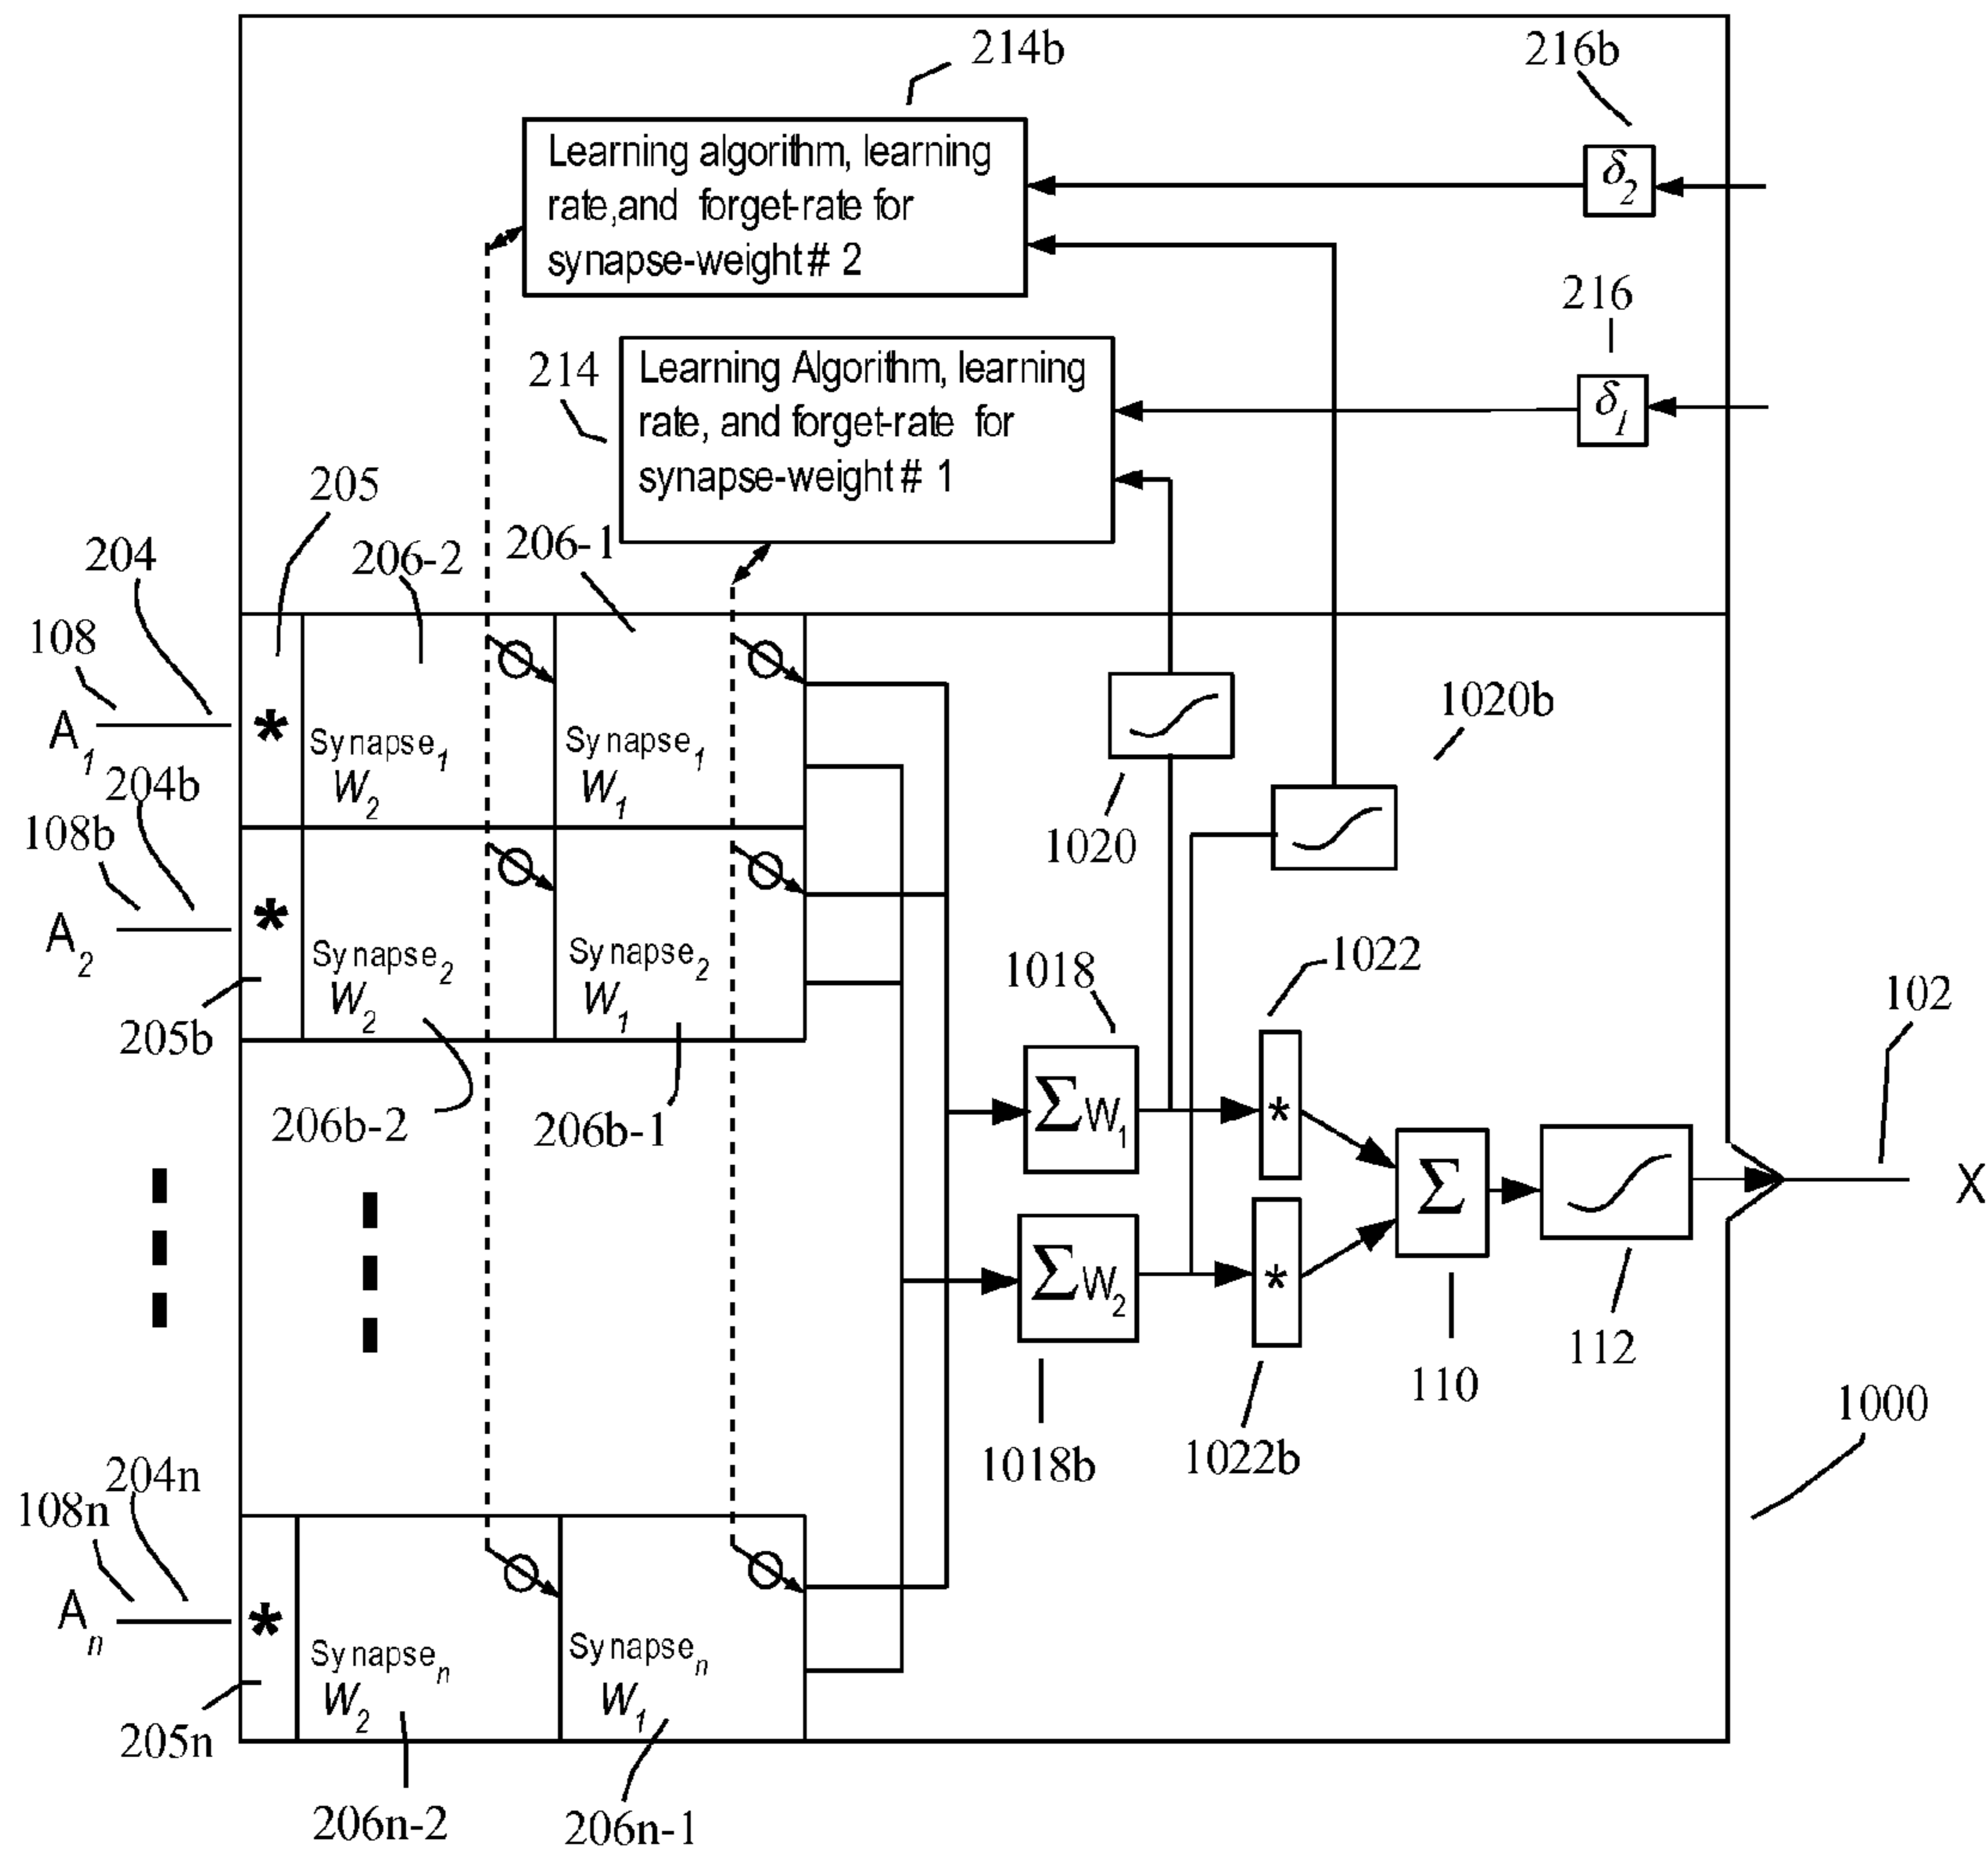 214b
216b
Learning algorithm, learning
rate,and forget-rate for
synapse-weight # 2
δ2
216
214
Learning Algorithm, learning
rate, and forget-rate for
synapse-weight # 1
δ1
205
206-2
206-1
204
108
A1
*
Synapse1
W2
Synapse1
W1
1020b
1020
204b
108b
A2
*
Synapse2
W2
Synapse2
W1
205b
206b-2
206b-1
1018
1022
102
ΣW1
*
Σ
X
ΣW2
*
110
112
1018b
1022b
1000
204n
108n
An
*
Synapsen
W2
Synapsen
W1
205n
206n-2
206n-1